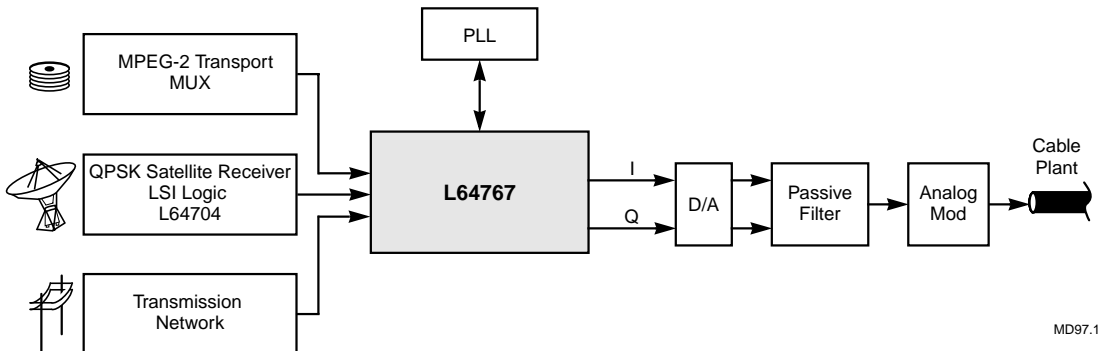 PLL
MPEG-2 Transport
MUX
QPSK Satellite Receiver
LSI Logic
L64704
Transmission
Network
L64767
I
Q
D/A
Passive
Filter
Analog
Mod
Cable
Plant
MD97.1